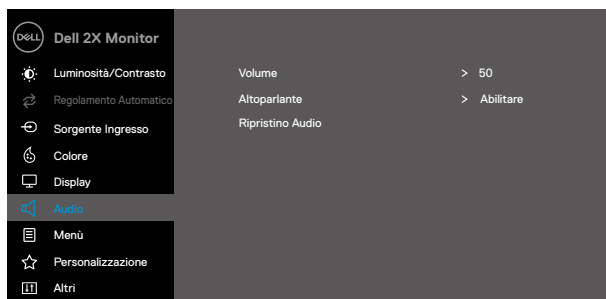 DELL Dell 2X Monitor
Luminosità/Contrasto Volume > 50
Regolamento Automatico Altoparlante > Abilitare
Sorgente Ingresso Ripristino Audio
Colore
Display
Audio
Menù
Personalizzazione
Altri